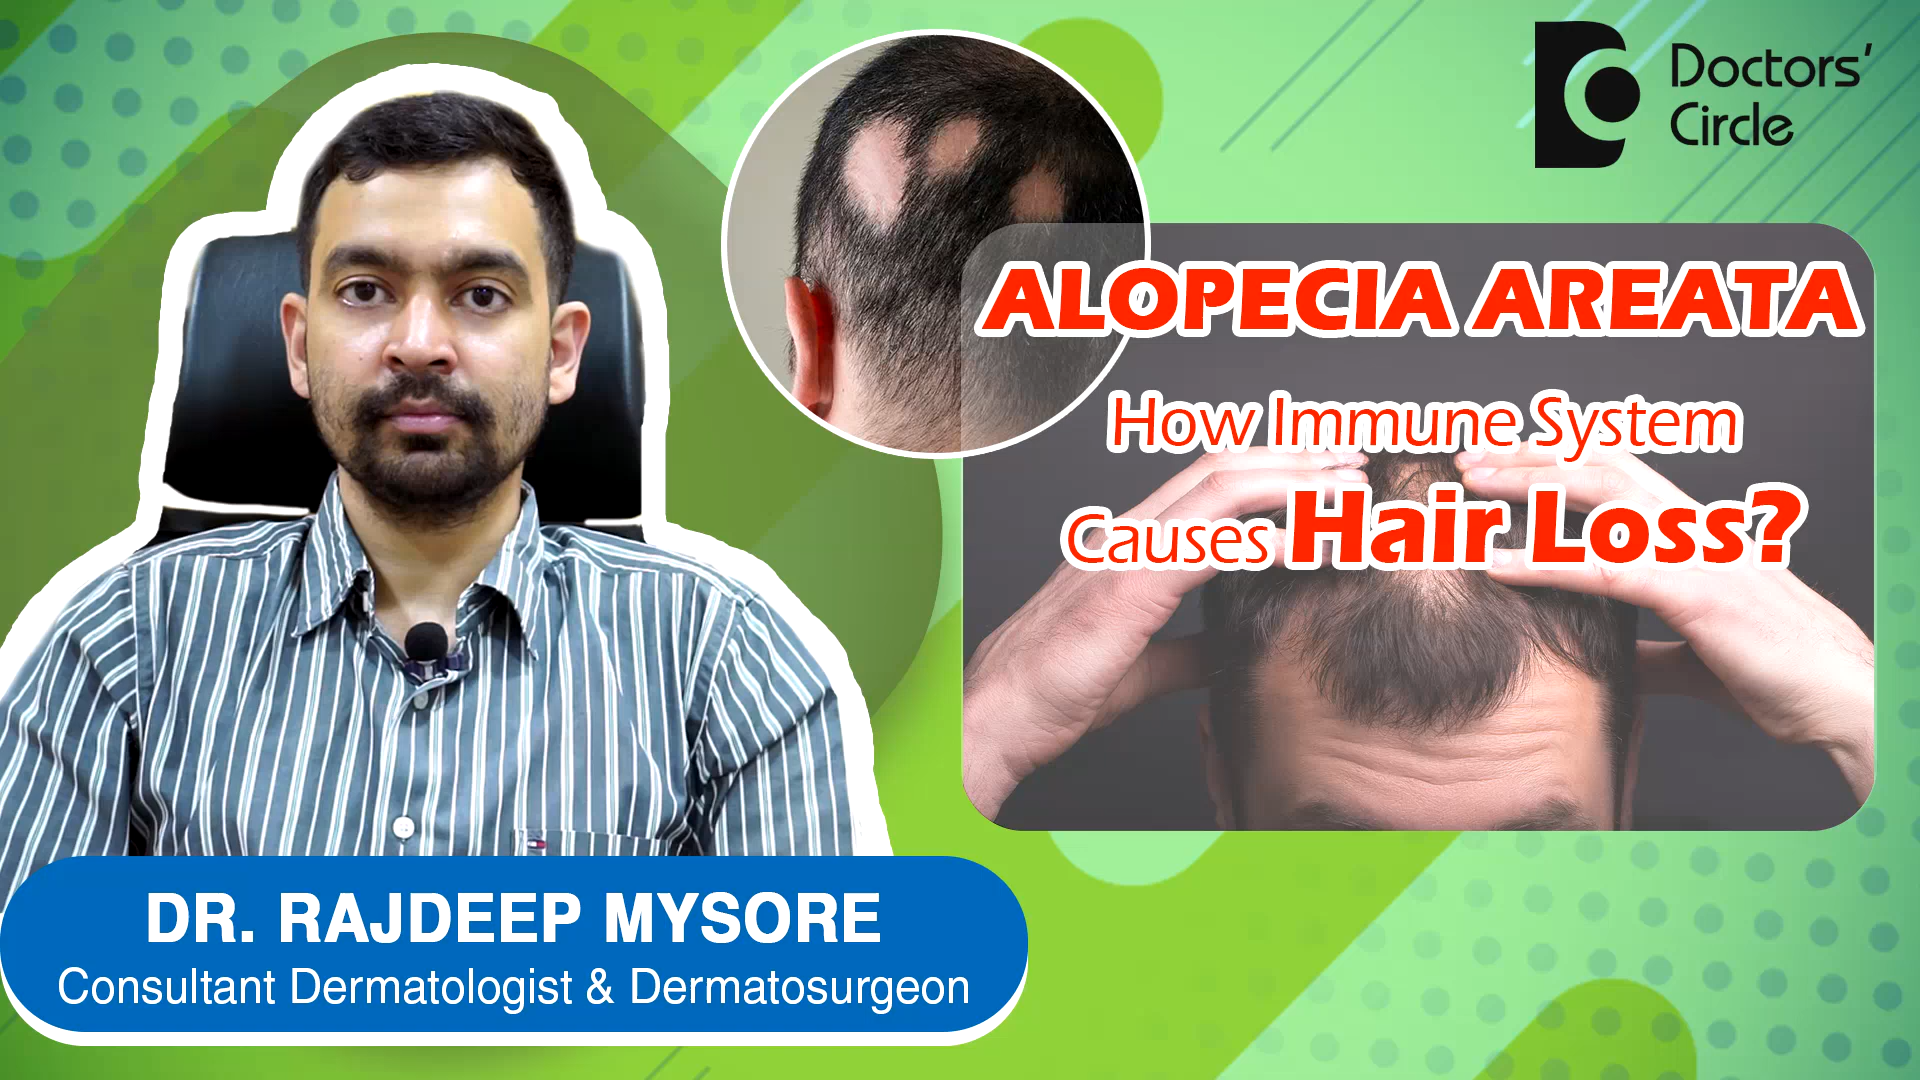 Doctors'
Circle
ALOPECIA AREATA
How Immune System
Causes Hair Loss?
DR. RAJDEEP MYSORE
Consultant Dermatologist & Dermatosurgeon